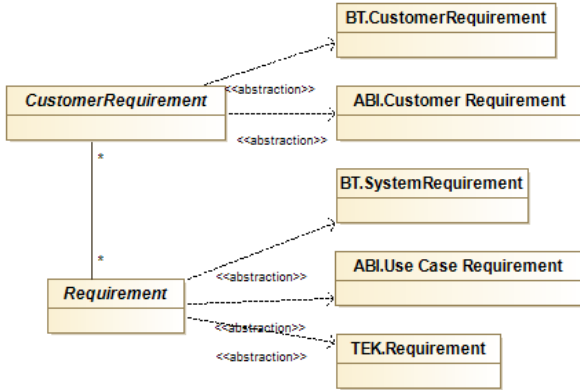 BT.CustomerRequirement
CustomerRequirement
<<abstraction>>
ABI.Customer Requirement
<<abstraction>>
*
BT.SystemRequirement
*
<<abstraction>>
ABI.Use Case Requirement
Requirement
<<abstraction>>
TEK.Requirement
<<abstraction>>